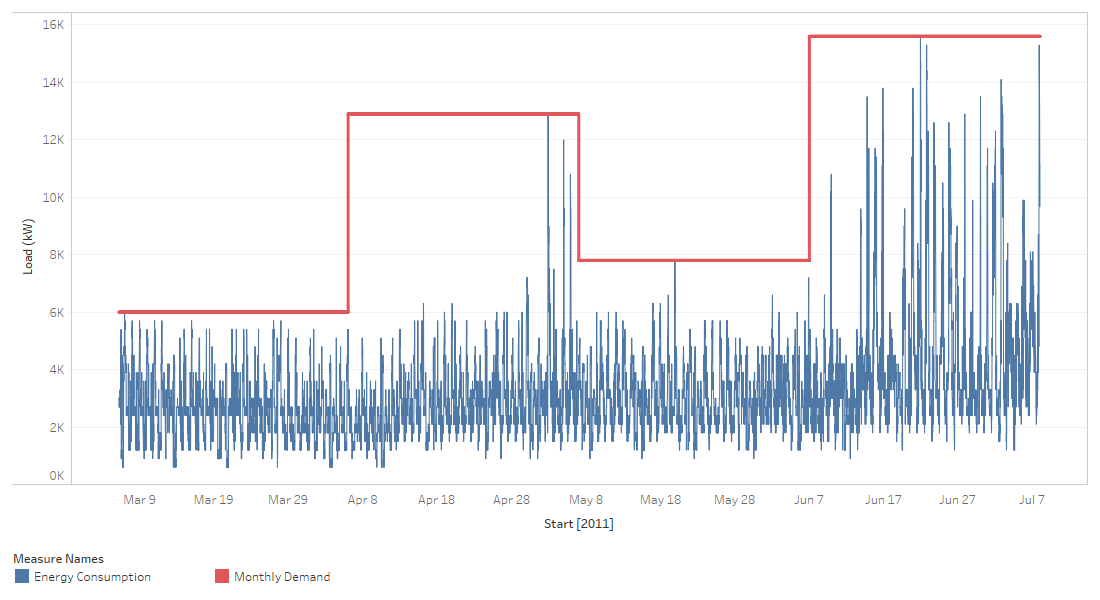 16K
14K
12K
10K
8K
6K
4K
2K
0K
Load (kW)
Mar 9 Mar 19 Mar 29 Apr 8 Apr 18 Apr 28 May 8 May 18 May 28 Jun 7 Jun 17 Jun 27 Jul 7
Start [2011]
Measure Names
Energy Consumption Monthly Demand